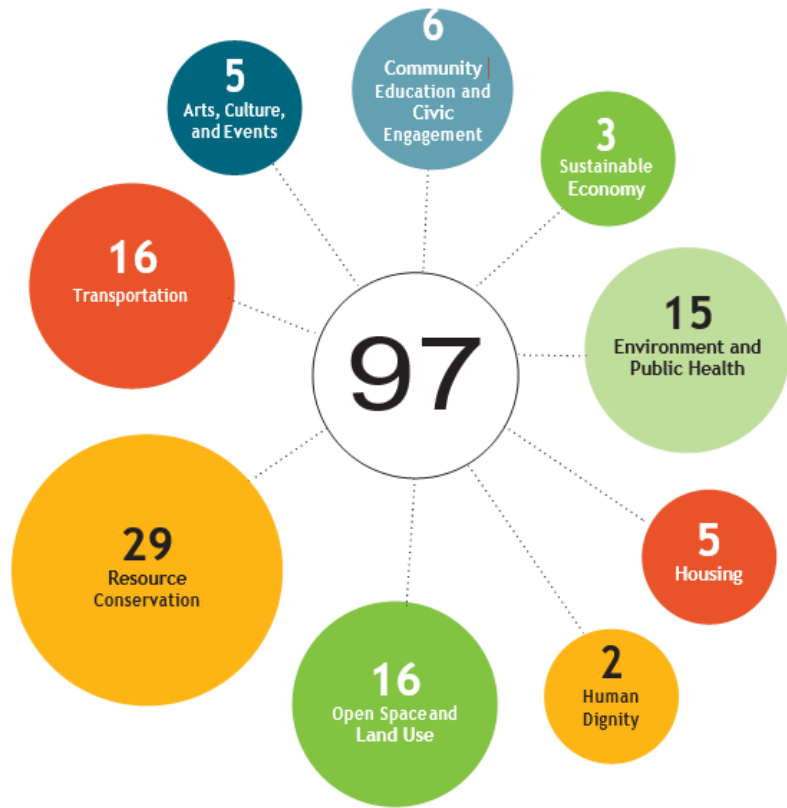 6
Community
Education and
Civic
Engagement
5
Arts, Culture,
and Events
3
Sustainable
Economy
16
Transportation
15
Environment and
Public Health
97
29
Resource
Conservation
5
Housing
2
Human
Dignity
16
Open Space and
Land Use